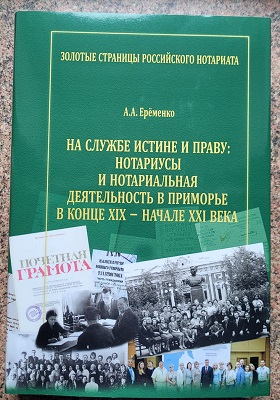 ЗОЛОТЫЕ СТРАНИЦЫ РОССИЙСКОГО НОТАРИАТА
А.А. Ерёменко
НА СЛУЖБЕ ИСТИНЕ И ПРАВУ:
НОТАРИУСЫ
И НОТАРИАЛЬНАЯ
ДЕЯТЕЛЬНОСТЬ В ПРИМОРЬЕ
В КОНЦЕ XIX – НАЧАЛЕ XXI ВЕКА
ПОЧЕТНАЯ
ГРАМОТА